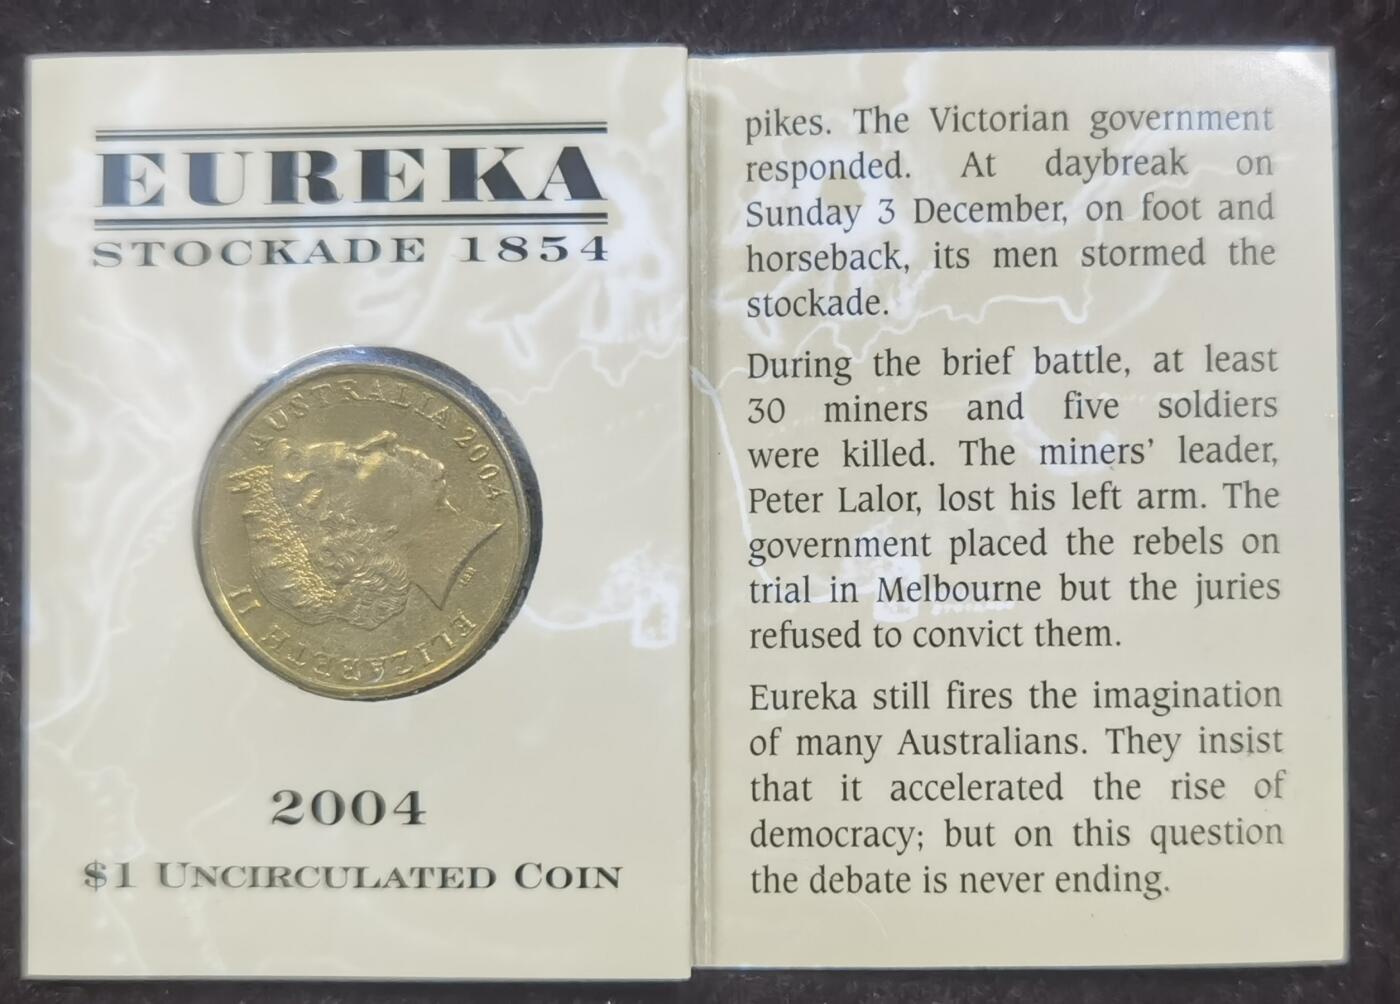 EUREKA
STOCKADE 1854
ELIZABETH II AUSTRALIA 2004
2004
$1 UNCIRCULATED COIN
pikes. The Victorian government
responded. At daybreak on
Sunday 3 December, on foot and
horseback, its men stormed the
stockade.
During the brief battle, at least
30 miners and five soldiers
were killed. The miners' leader,
Peter Lalor, lost his left arm. The
government placed the rebels on
trial in Melbourne but the juries
refused to convict them.
Eureka still fires the imagination
of many Australians. They insist
that it accelerated the rise of
democracy; but on this question
the debate is never ending.